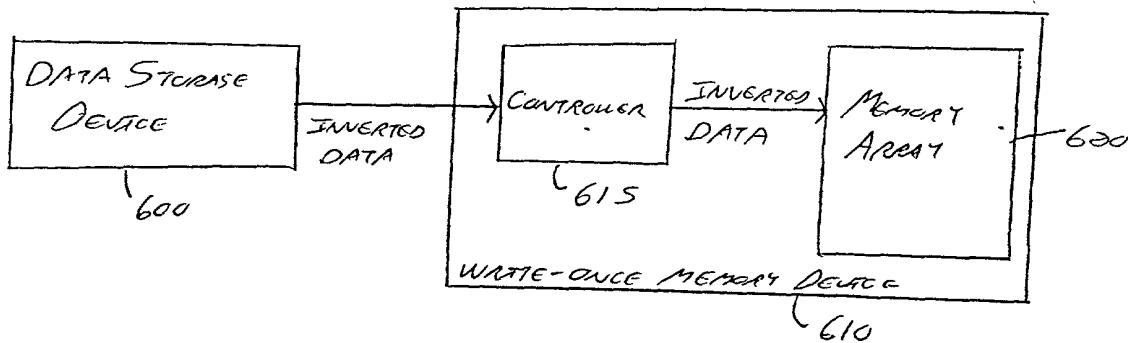 DATA STORAGE
DEVICE
INVERTED
DATA
600
CONTROLLER
615
INVERTED
DATA
MEMORY
ARRAY
620
WRITE-ONCE MEMORY DEVICE
610